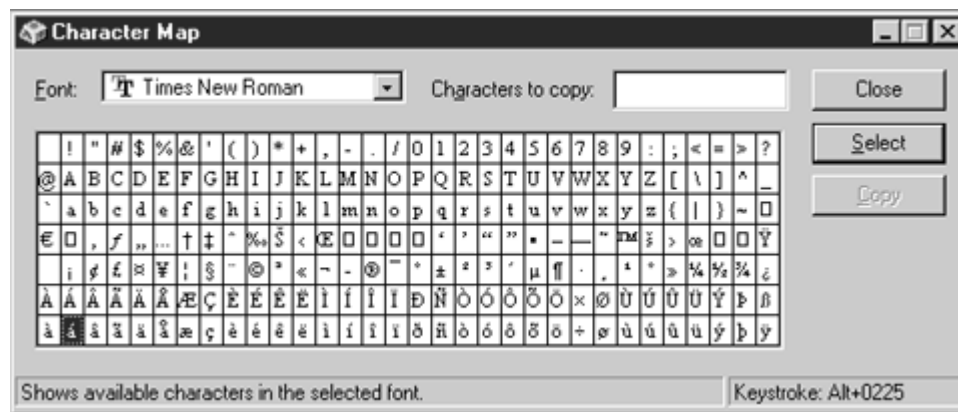 Character Map
Font: Times New Roman Characters to copy: Close
! " # $ % & ' ( ) * + , - . / 0 1 2 3 4 5 6 7 8 9 : ; < = > ?
Select
@ A B C D E F G H I J K L M N O P Q R S T U V W X Y Z [ \ ] ^ _
` a b c d e f g h i j k l m n o p q r s t u v w x y z { | } ~ □
Copy
€ □ ‚ ƒ „ … † ‡ ˆ ‰ Š ‹ Œ □ □ □ □ ‘ ’ “ ” • – — ˜ ™ š › œ □ □ Ÿ
¡ ¢ £ ¤ ¥ ¦ § ¨ © ª « ¬ - ® ¯ ° ± ² ³ ´ µ ¶ · ¸ ¹ º » ¼ ½ ¾ ¿
À Á Â Ã Ä Å Æ Ç È É Ê Ë Ì Í Î Ï Ð Ñ Ò Ó Ô Õ Ö × Ø Ù Ú Û Ü Ý Þ ß
à á â ã ä å æ ç è é ê ë ì í î ï ð ñ ò ó ô õ ö ÷ ø ù ú û ü ý þ ÿ
Shows available characters in the selected font. Keystroke: Alt+0225